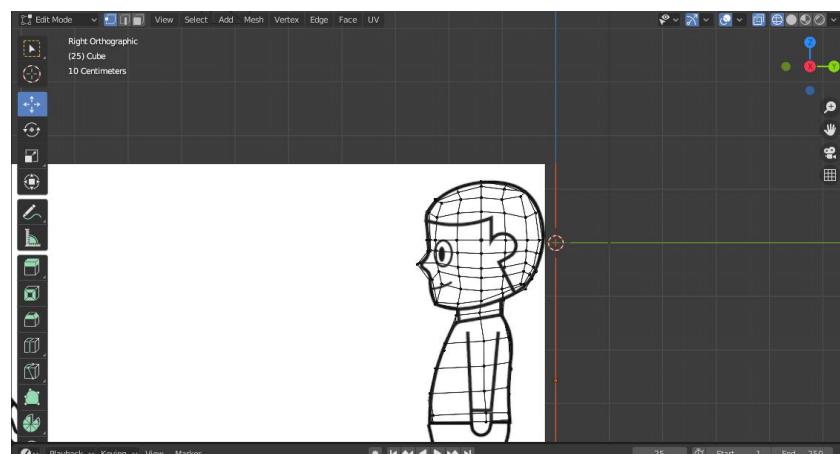 Edit Mode View Select Add Mesh Vertex Edge Face UV
Right Orthographic
(25) Cube
10 Centimeters
Z
X
Y
Playback Keying View Marker 25 Start 1 End 250